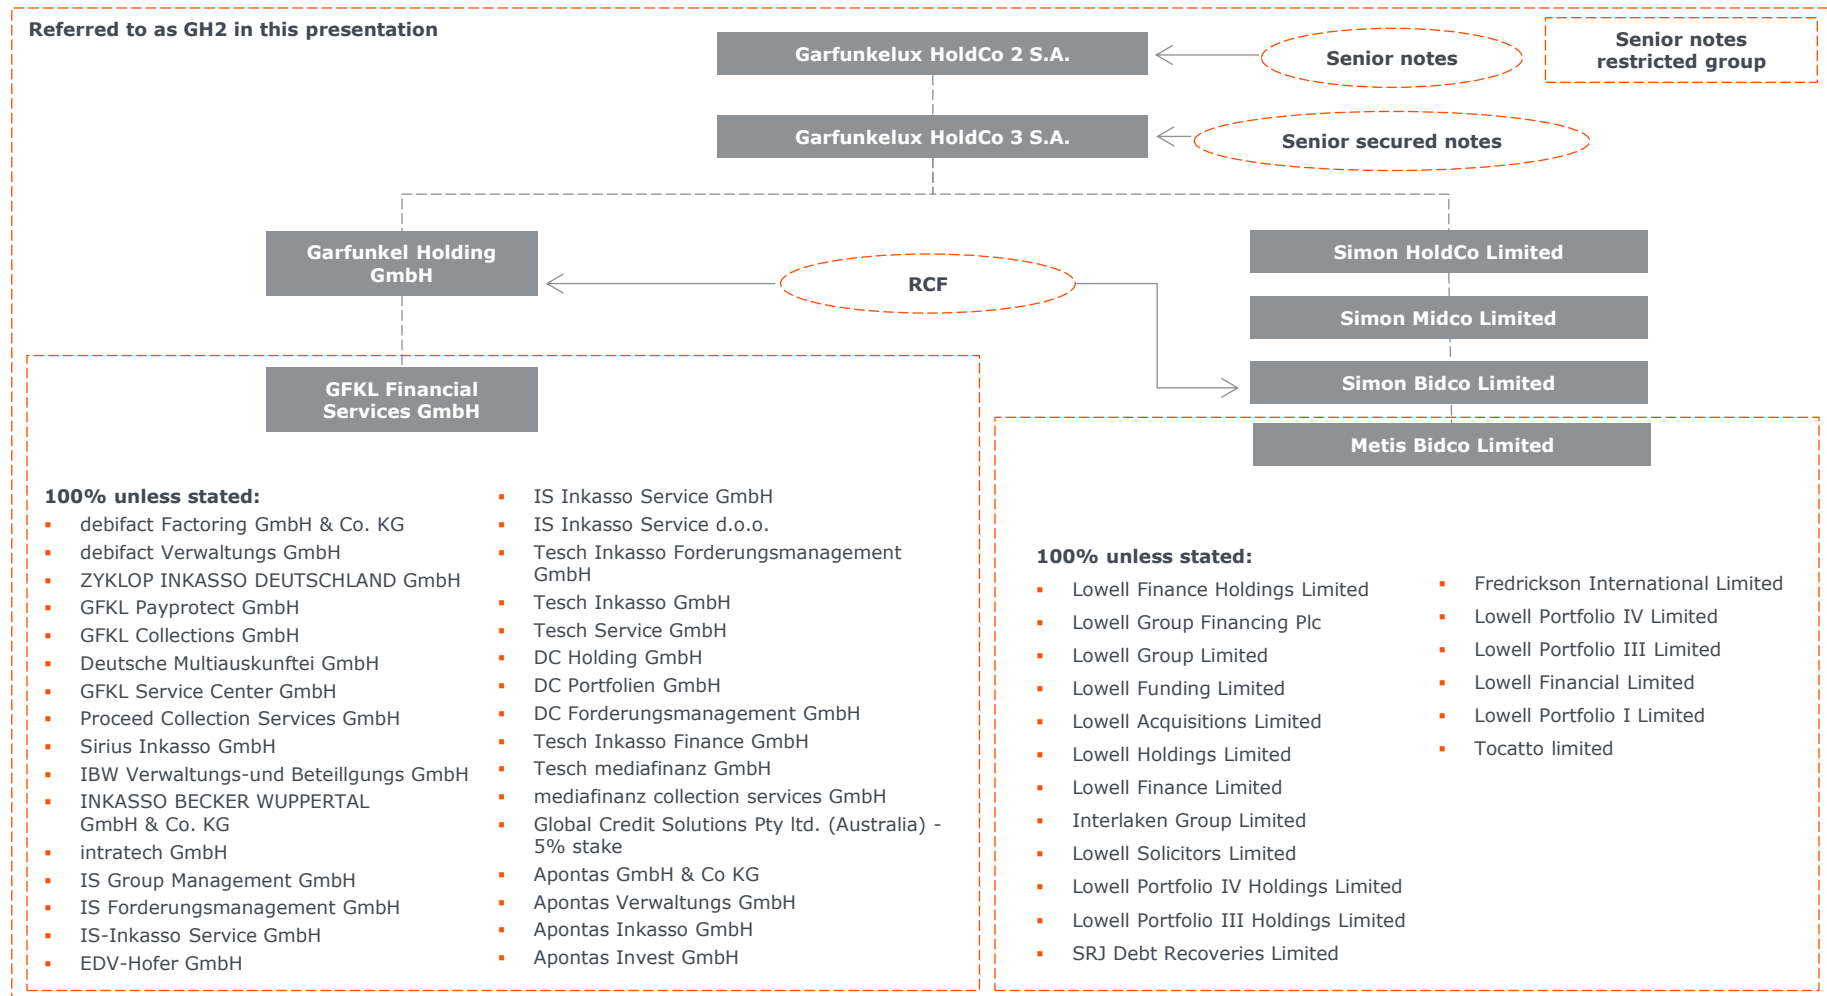 Referred to as GH2 in this presentation
Garfunkelux HoldCo 2 S.A.
Senior notes
Senior notes
restricted group
Garfunkelux HoldCo 3 S.A.
Senior secured notes
Garfunkel Holding
GmbH
RCF
Simon HoldCo Limited
Simon Midco Limited
Simon Bidco Limited
GFKL Financial
Services GmbH
Metis Bidco Limited
100% unless stated:
▪ debifact Factoring GmbH & Co. KG
▪ debifact Verwaltungs GmbH
▪ ZYKLOP INKASSO DEUTSCHLAND GmbH
▪ GFKL Payprotect GmbH
▪ GFKL Collections GmbH
▪ Deutsche Multiauskunftei GmbH
▪ GFKL Service Center GmbH
▪ Proceed Collection Services GmbH
▪ Sirius Inkasso GmbH
▪ IBW Verwaltungs-und Beteillgungs GmbH
▪ INKASSO BECKER WUPPERTAL
GmbH & Co. KG
▪ intratech GmbH
▪ IS Group Management GmbH
▪ IS Forderungsmanagement GmbH
▪ IS-Inkasso Service GmbH
▪ EDV-Hofer GmbH
▪ IS Inkasso Service GmbH
▪ IS Inkasso Service d.o.o.
▪ Tesch Inkasso Forderungsmanagement
GmbH
▪ Tesch Inkasso GmbH
▪ Tesch Service GmbH
▪ DC Holding GmbH
▪ DC Portfolien GmbH
▪ DC Forderungsmanagement GmbH
▪ Tesch Inkasso Finance GmbH
▪ Tesch mediafinanz GmbH
▪ mediafinanz collection services GmbH
▪ Global Credit Solutions Pty ltd. (Australia) -
5% stake
▪ Apontas GmbH & Co KG
▪ Apontas Verwaltungs GmbH
▪ Apontas Inkasso GmbH
▪ Apontas Invest GmbH
100% unless stated:
▪ Lowell Finance Holdings Limited
▪ Lowell Group Financing Plc
▪ Lowell Group Limited
▪ Lowell Funding Limited
▪ Lowell Acquisitions Limited
▪ Lowell Holdings Limited
▪ Lowell Finance Limited
▪ Interlaken Group Limited
▪ Lowell Solicitors Limited
▪ Lowell Portfolio IV Holdings Limited
▪ Lowell Portfolio III Holdings Limited
▪ SRJ Debt Recoveries Limited
▪ Fredrickson International Limited
▪ Lowell Portfolio IV Limited
▪ Lowell Portfolio III Limited
▪ Lowell Financial Limited
▪ Lowell Portfolio I Limited
▪ Tocatto limited